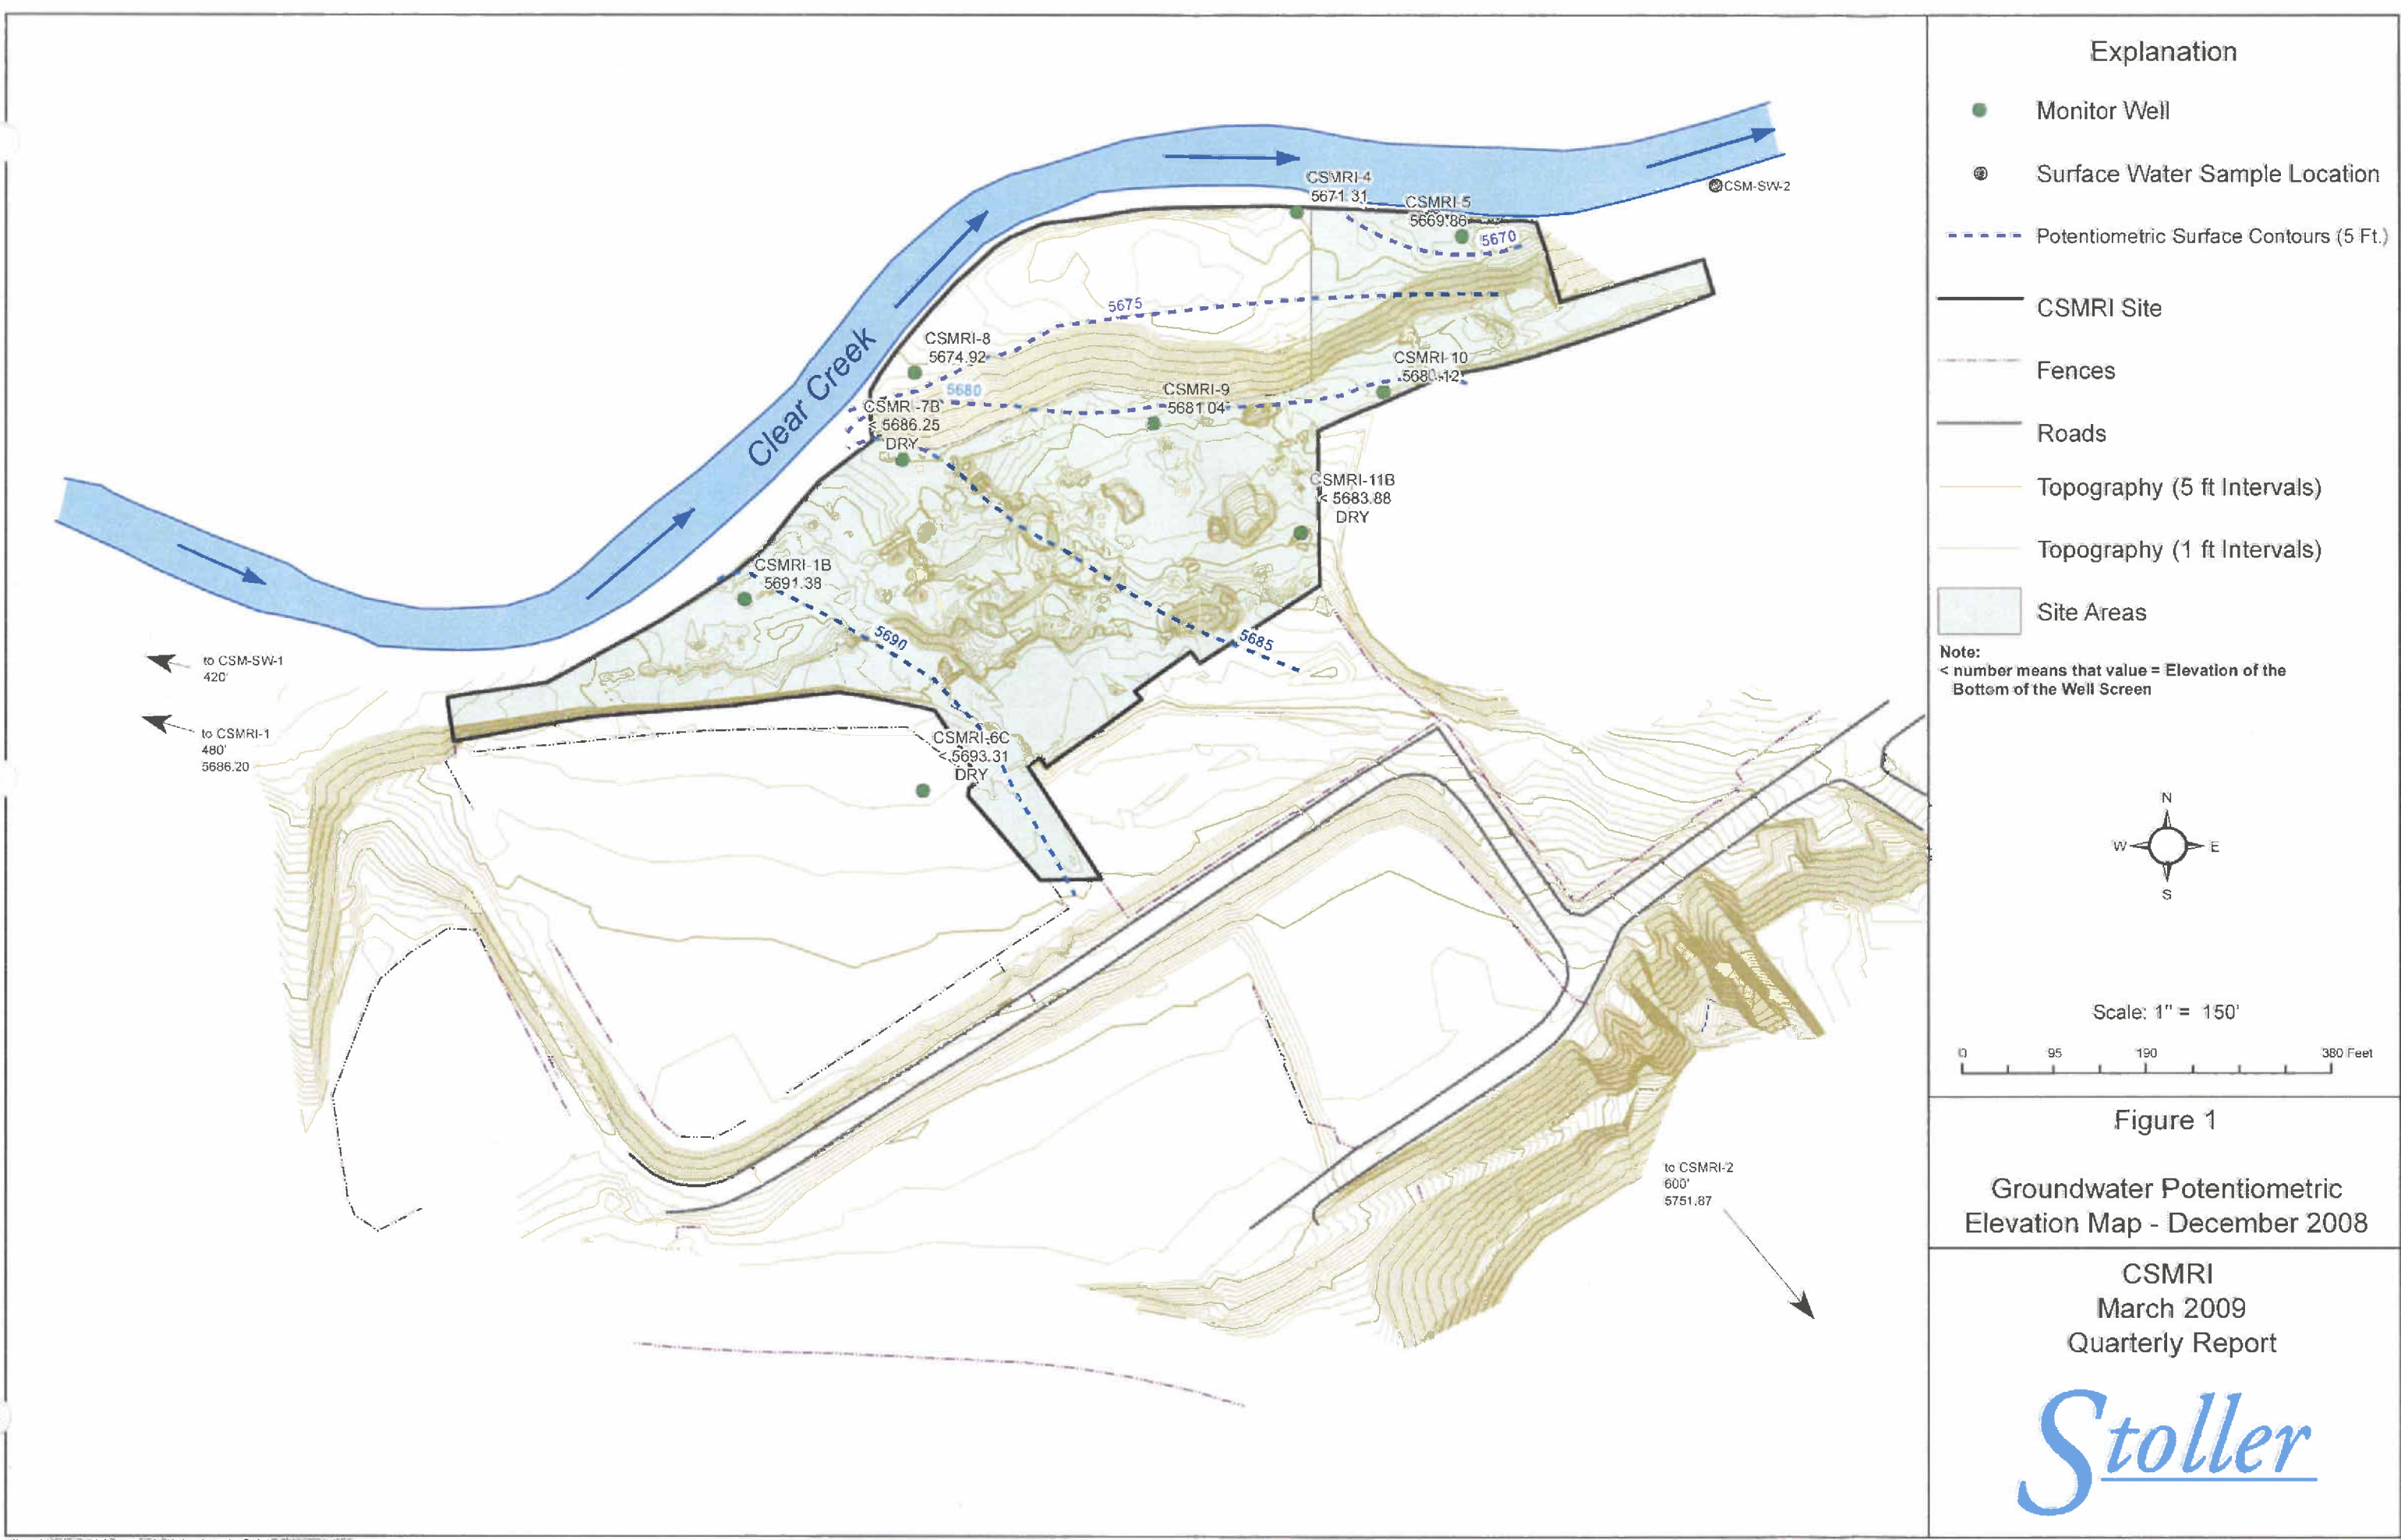 CSMRI-4
5671.31
CSMRI-5
5669.86
CSM-SW-2
5670
5675
CSMRI-8
5674.92
5680
CSMRI-10
5680.12
CSMRI-9
5681.04
CSMR -7B
< 5686.25
DRY
Clear Creek
CSMRI-11B
< 5683.88
DRY
CSMRI-1B
5691.38
5690
5685
to CSM-SW-1
420'
to CSMRI-1
480'
5686.20
CSMRI-6C
< 5693.31
DRY
to CSMRI-2
600'
5751.87
Explanation
Monitor Well
Surface Water Sample Location
Potentiometric Surface Contours (5 Ft.)
CSMRI Site
Fences
Roads
Topography (5 ft Intervals)
Topography (1 ft Intervals)
Site Areas
Note:
< number means that value = Elevation of the
Bottom of the Well Screen
N
W E
S
Scale: 1" = 150'
0 95 190 380 Feet
Figure 1
Groundwater Potentiometric
Elevation Map - December 2008
CSMRI
March 2009
Quarterly Report
Stoller